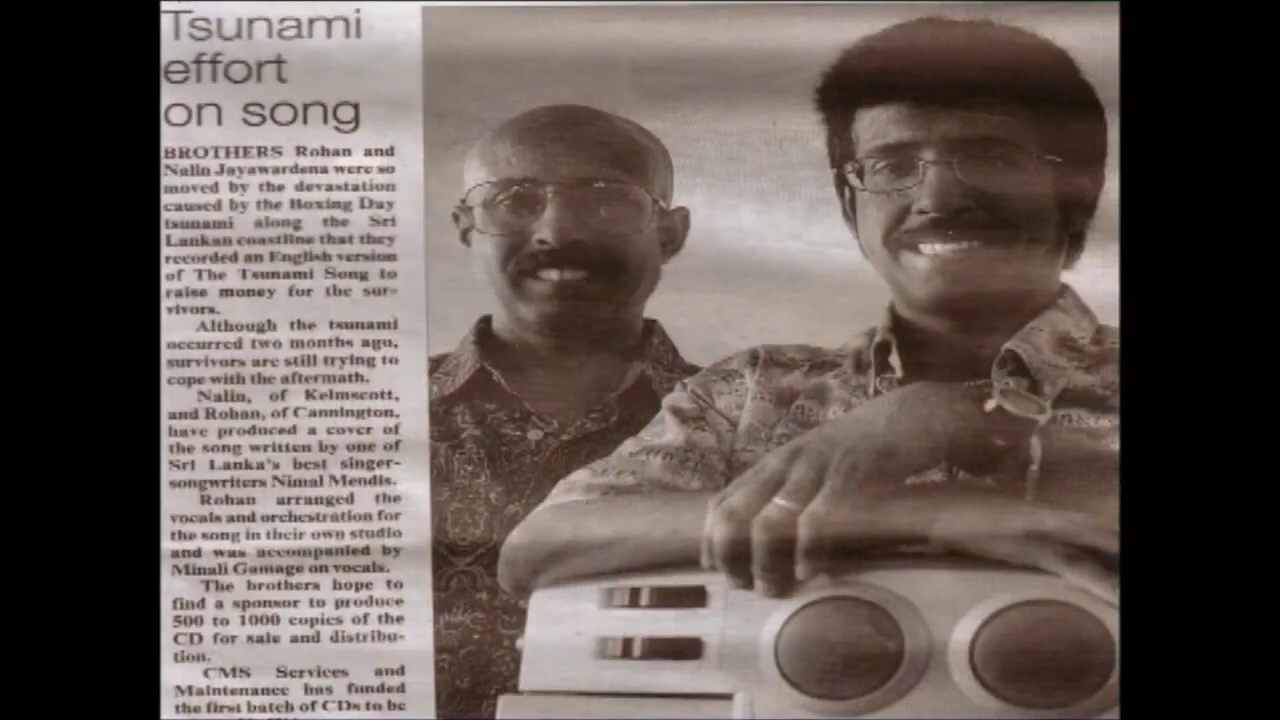 Tsunami
effort
on song
BROTHERS Rohan and
Nalin Jayawardena were so
moved by the devastation
caused by the Boxing Day
tsunami along the Sri
Lankan coastline that they
recorded an English version
of The Tsunami Song to
raise money for the sur-
vivors.
Although the tsunami
occurred two months ago,
survivors are still trying to
cope with the aftermath.
Nalin, of Kelmscott,
and Rohan, of Cannington,
have produced a cover of
the song written by one of
Sri Lanka's best singer-
songwriters Nimal Mendis.
Rohan arranged the
vocals and orchestration for
the song in their own studio
and was accompanied by
Minali Gamage on vocals.
The brothers hope to
find a sponsor to produce
500 to 1000 copies of the
CD for sale and distribu-
tion.
CMS Services and
Maintenance has funded
the first batch of CDs to be